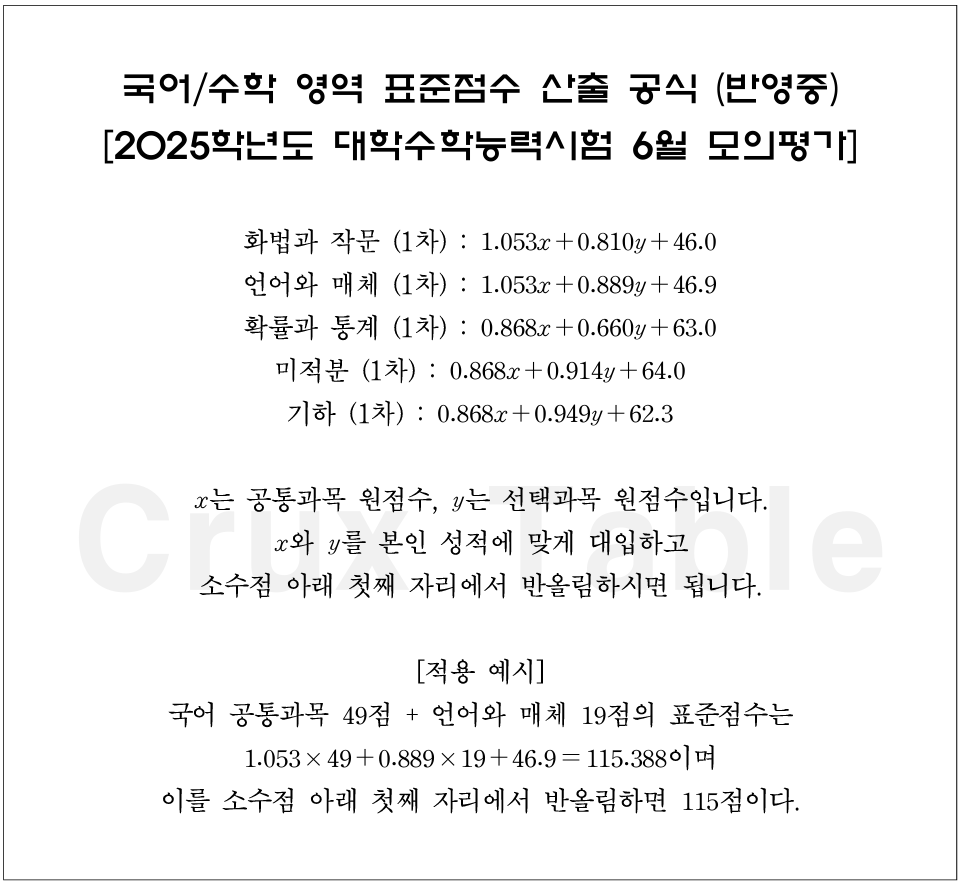 국어/수학 영역 표준점수 산출 공식 (반영중)
[2025학년도 대학수학능력시험 6월 모의평가]
화법과 작문 (1차) : 1.053x+0.810y+46.0
언어와 매체 (1차) : 1.053x+0.889y+46.9
확률과 통계 (1차) : 0.868x+0.660y+63.0
미적분 (1차) : 0.868x+0.914y+64.0
기하 (1차) : 0.868x+0.949y+62.3
Crux Table
x는 공통과목 원점수, y는 선택과목 원점수입니다.
x와 y를 본인 성적에 맞게 대입하고
소수점 아래 첫째 자리에서 반올림하시면 됩니다.
[적용 예시]
국어 공통과목 49점 + 언어와 매체 19점의 표준점수는
1.053×49+0.889×19+46.9=115.388이며
이를 소수점 아래 첫째 자리에서 반올림하면 115점이다.